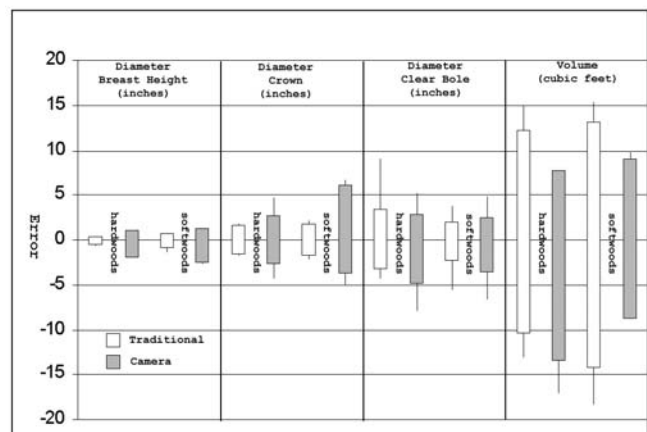 20
15
10
5
0
-5
-10
-15
-20
Error
Diameter
Breast Height
(inches)
Diameter
Crown
(inches)
Diameter
Clear Bole
(inches)
Volume
(cubic feet)
hardwoods
softwoods
hardwoods
softwoods
hardwoods
softwoods
hardwoods
softwoods
Traditional
Camera